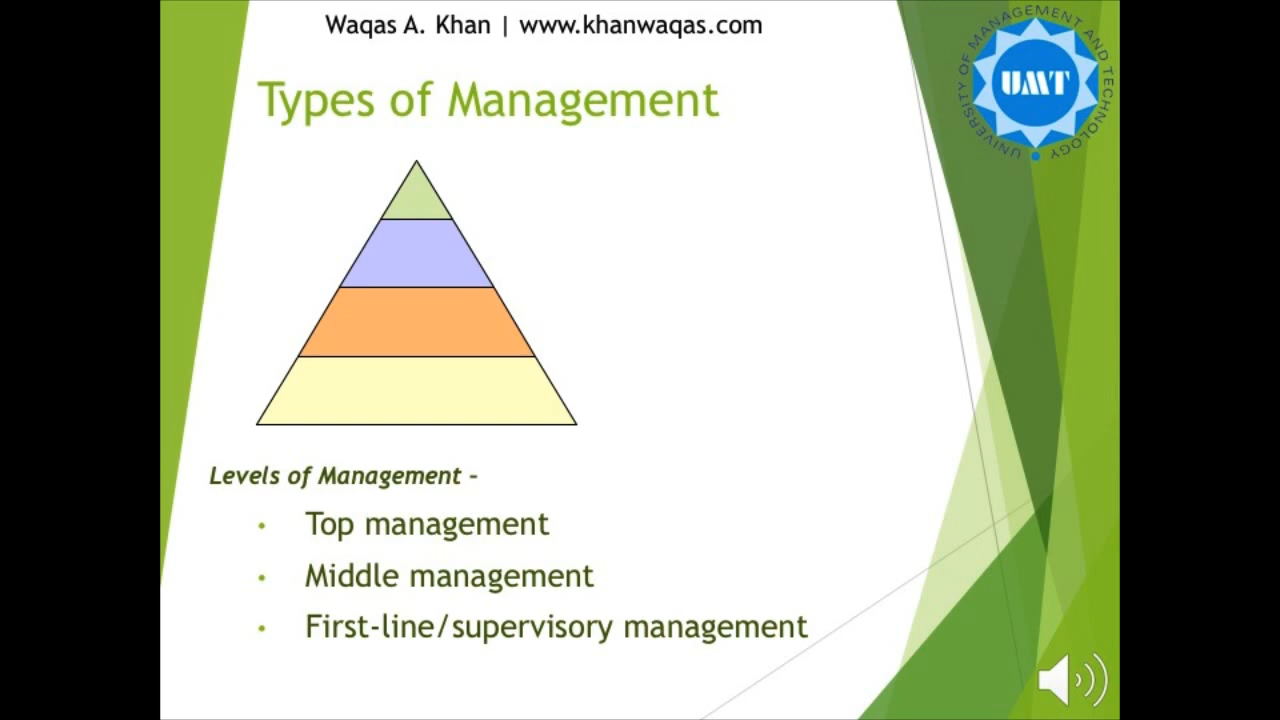 Waqas A. Khan | www.khanwaqas.com
UNIVERSITY OF MANAGEMENT AND TECHNOLOGY
UMT
Types of Management
Levels of Management –
• Top management
• Middle management
• First-line/supervisory management